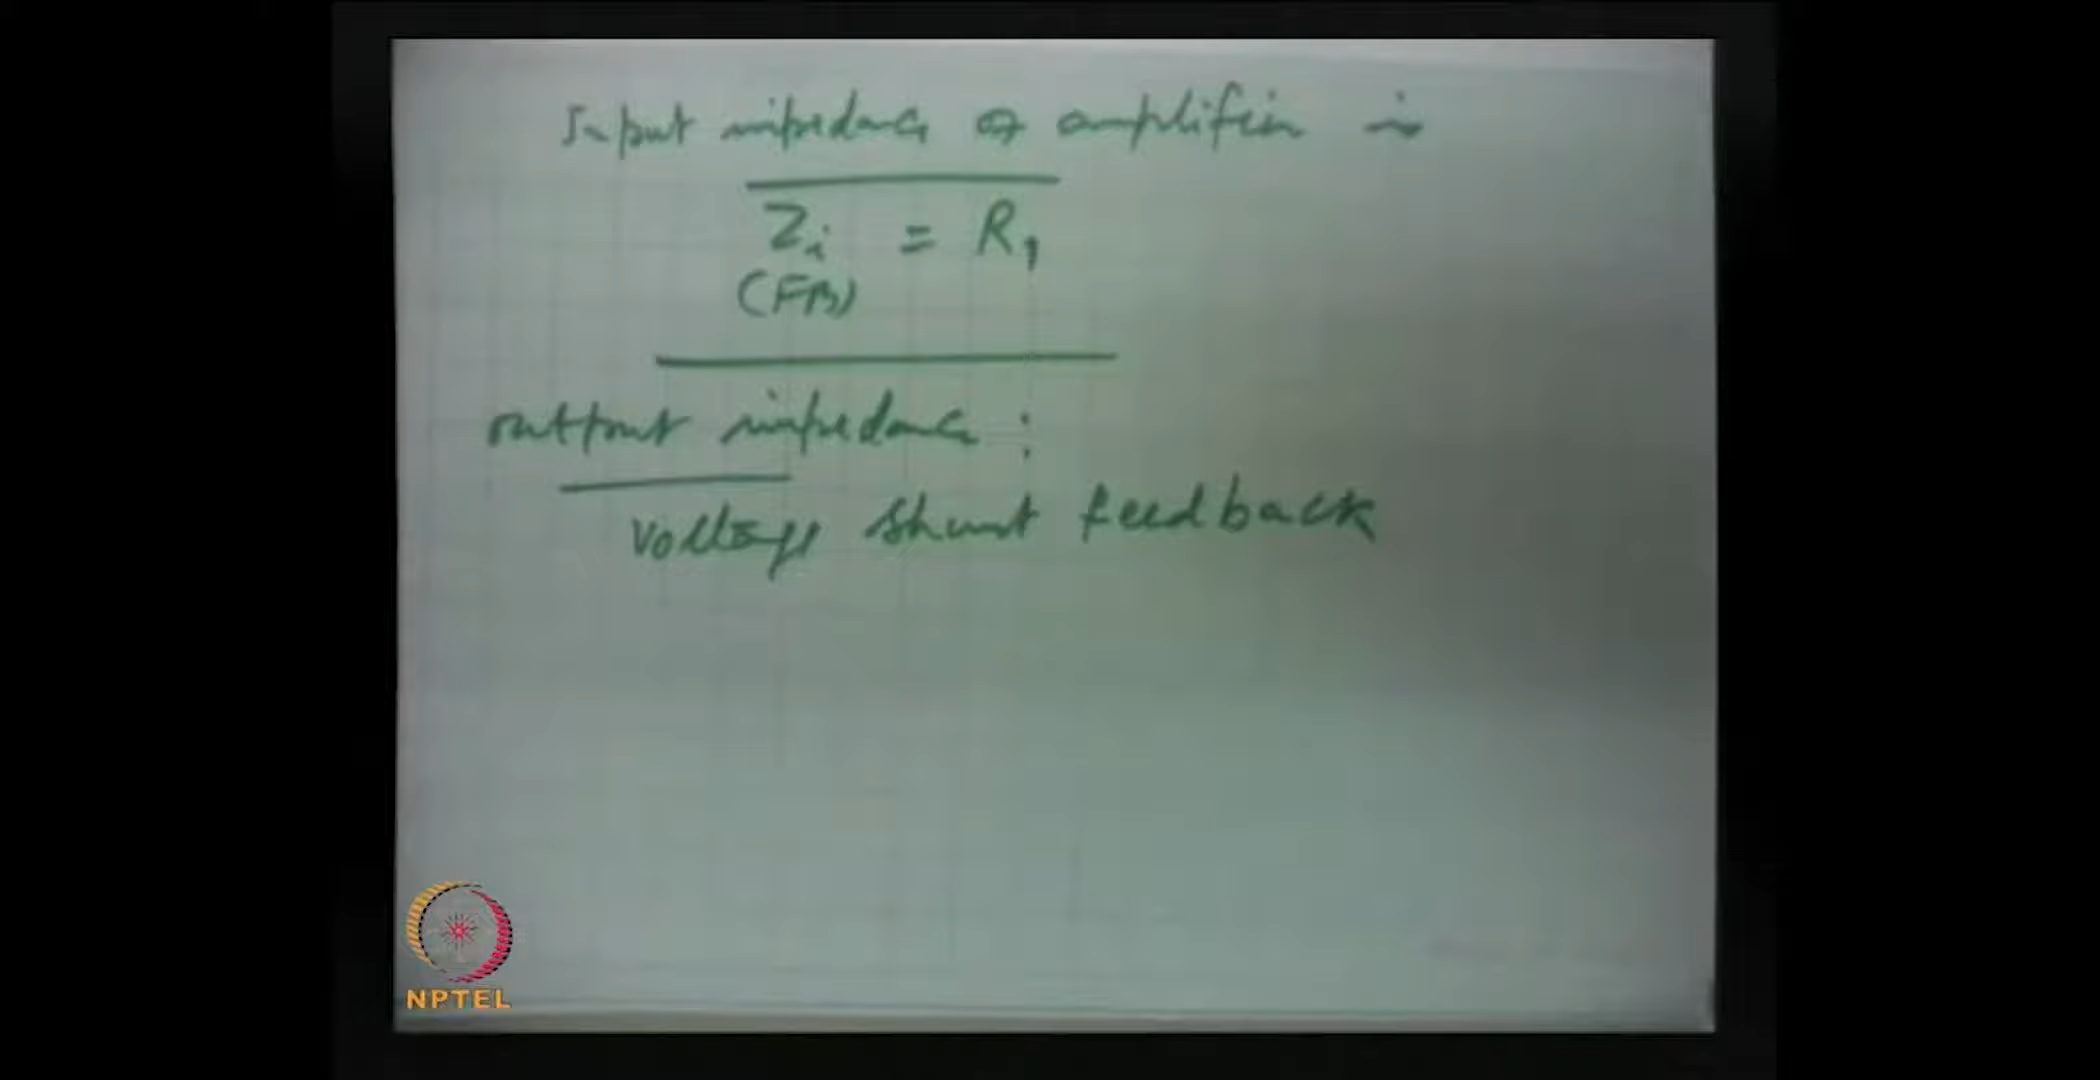 Input impedance of amplifier is
Zi = R1
(FB)
output impedance :
voltage shunt feedback
NPTEL